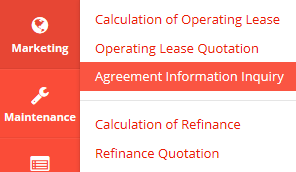 Marketing
Maintenance
Calculation of Operating Lease
Operating Lease Quotation
Agreement Information Inquiry
Calculation of Refinance
Refinance Quotation